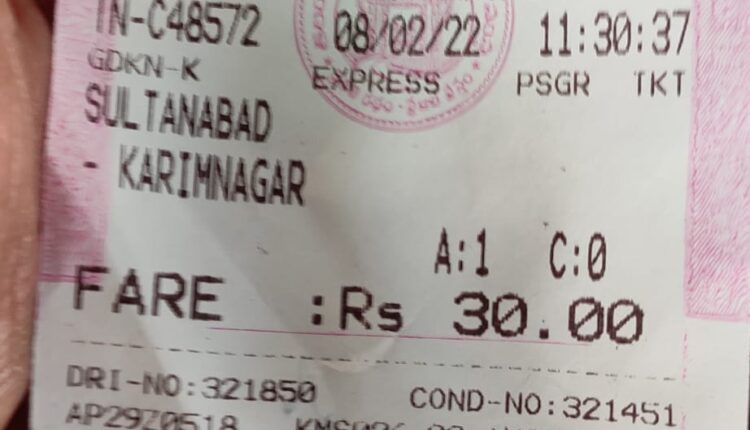 TN-C48572 08/02/22 11:30:37
GDKN-K EXPRESS PSGR TKT
SULTANABAD
- KARIMNAGAR
A:1 C:0
FARE :Rs 30.00
DRI-NO:321850 COND-NO:321451
AP29Z0518